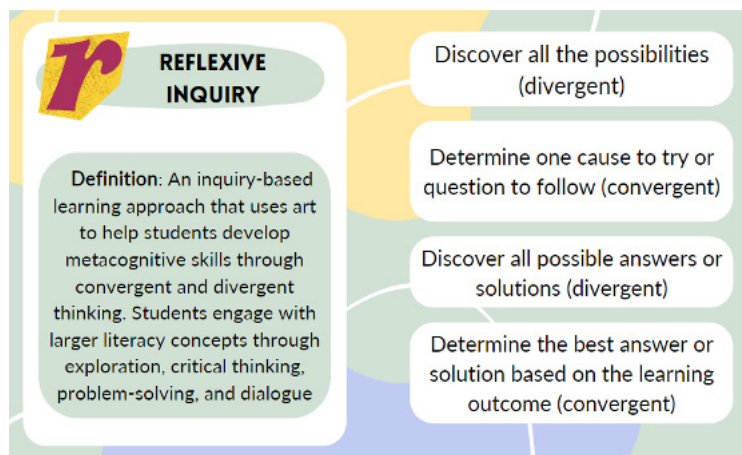 r
REFLEXIVE
INQUIRY
Definition: An inquiry-based
learning approach that uses art
to help students develop
metacognitive skills through
convergent and divergent
thinking. Students engage with
larger literacy concepts through
exploration, critical thinking,
problem-solving, and dialogue
Discover all the possibilities
(divergent)
Determine one cause to try or
question to follow (convergent)
Discover all possible answers or
solutions (divergent)
Determine the best answer or
solution based on the learning
outcome (convergent)